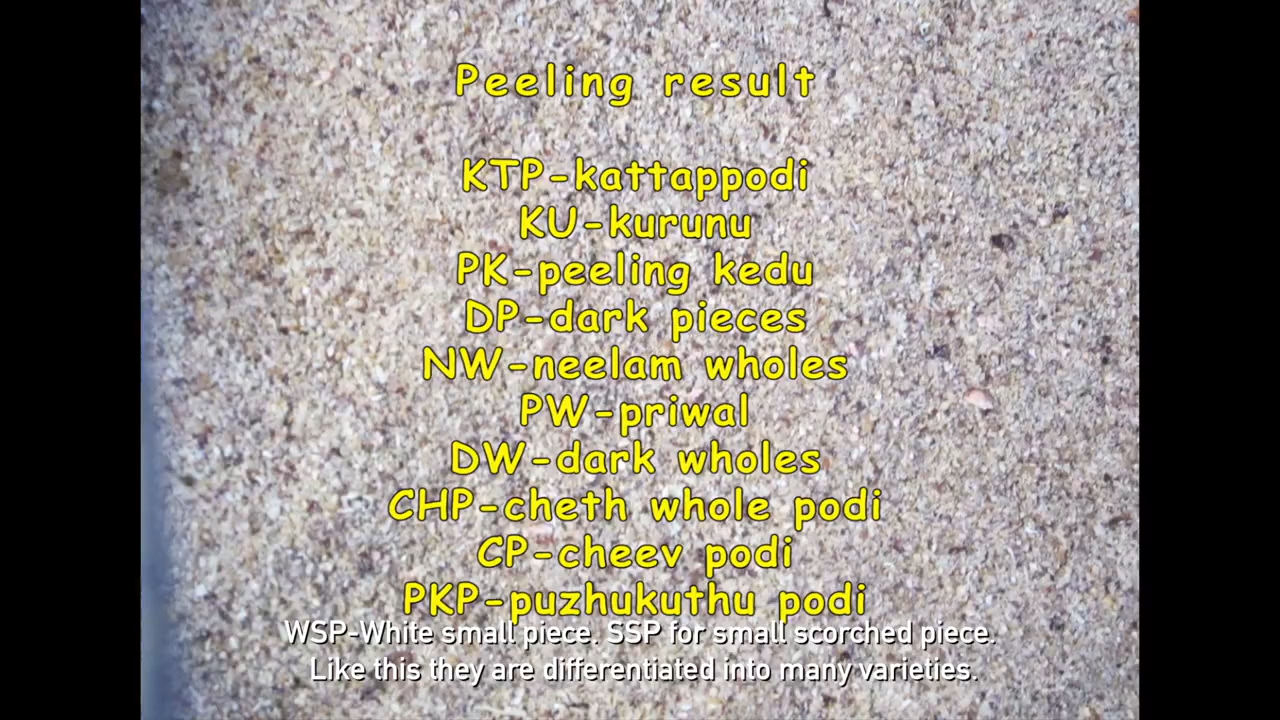 Peeling result
KTP-kattappodi
KU-kurunu
PK-peeling kedu
DP-dark pieces
NW-neelam wholes
PW-priwal
DW-dark wholes
CHP-cheth whole podi
CP-cheev podi
PKP-puzhukuthu podi
WSP-White small piece. SSP for small scorched piece.
Like this they are differentiated into many varieties.